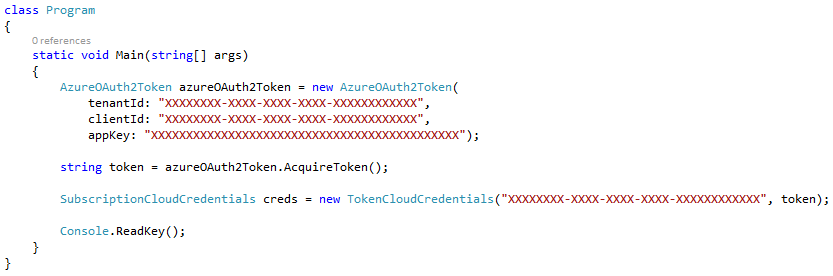 class Program
{
0 references
static void Main(string[] args)
{
AzureOAuth2Token azureOAuth2Token = new AzureOAuth2Token(
tenantId: "XXXXXXXX-XXXX-XXXX-XXXX-XXXXXXXXXXXX",
clientId: "XXXXXXXX-XXXX-XXXX-XXXX-XXXXXXXXXXXX",
appKey: "XXXXXXXXXXXXXXXXXXXXXXXXXXXXXXXXXXXXXXXXXXXX");
string token = azureOAuth2Token.AcquireToken();
SubscriptionCloudCredentials creds = new TokenCloudCredentials("XXXXXXXX-XXXX-XXXX-XXXX-XXXXXXXXXXXX", token);
Console.ReadKey();
}
}